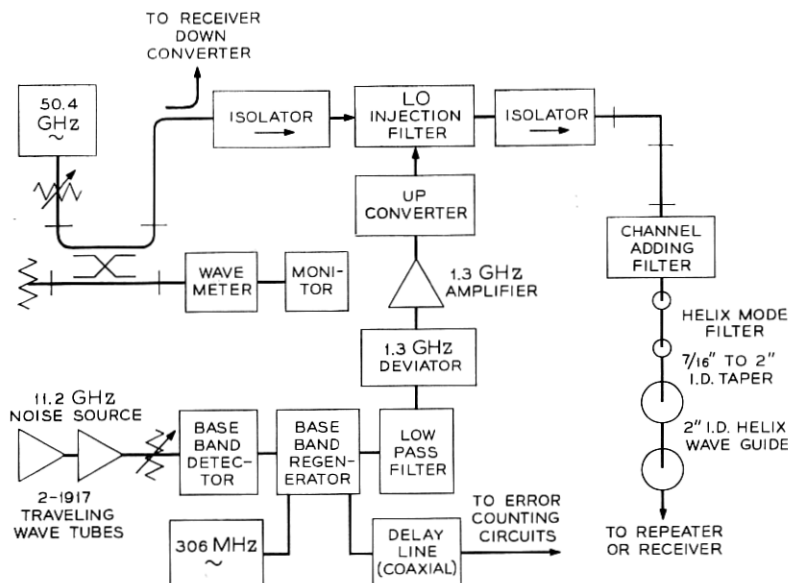 TO RECEIVER
DOWN
CONVERTER
50.4
GHz
~
ISOLATOR
LO
INJECTION
FILTER
ISOLATOR
UP
CONVERTER
CHANNEL
ADDING
FILTER
WAVE
METER
MONI-
TOR
1.3 GHz
AMPLIFIER
HELIX MODE
FILTER
1.3 GHz
DEVIATOR
7/16" TO 2"
I.D. TAPER
11.2 GHz
NOISE SOURCE
BASE
BAND
DETEC-
TOR
BASE
BAND
REGEN-
ERATOR
LOW
PASS
FILTER
2" I.D. HELIX
WAVE GUIDE
2-1917
TRAVELING
WAVE TUBES
306 MHz
~
DELAY
LINE
(COAXIAL)
TO ERROR
COUNTING
CIRCUITS
TO REPEATER
OR RECEIVER